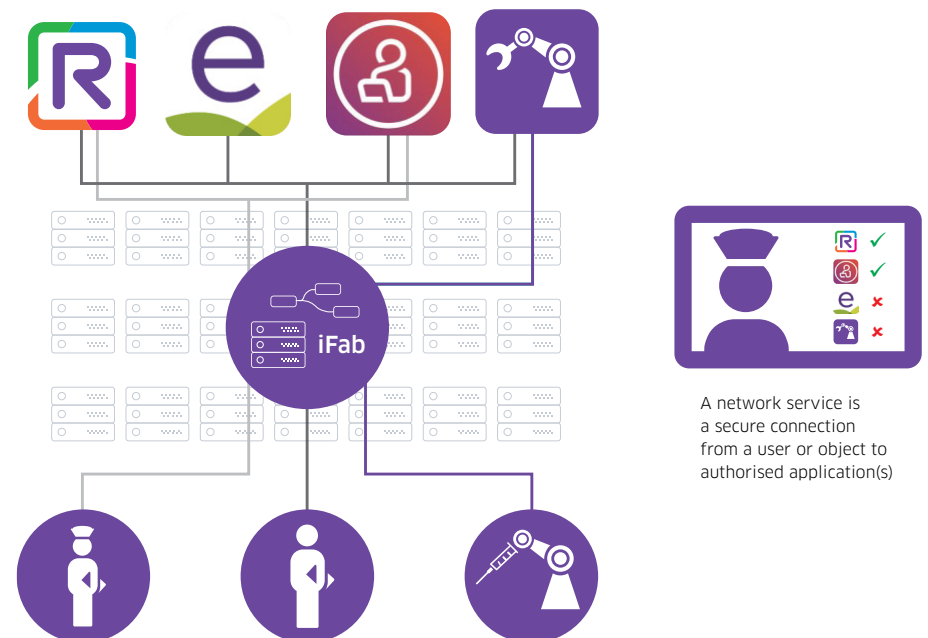 R
e
iFab
R
e
A network service is
a secure connection
from a user or object to
authorised application(s)